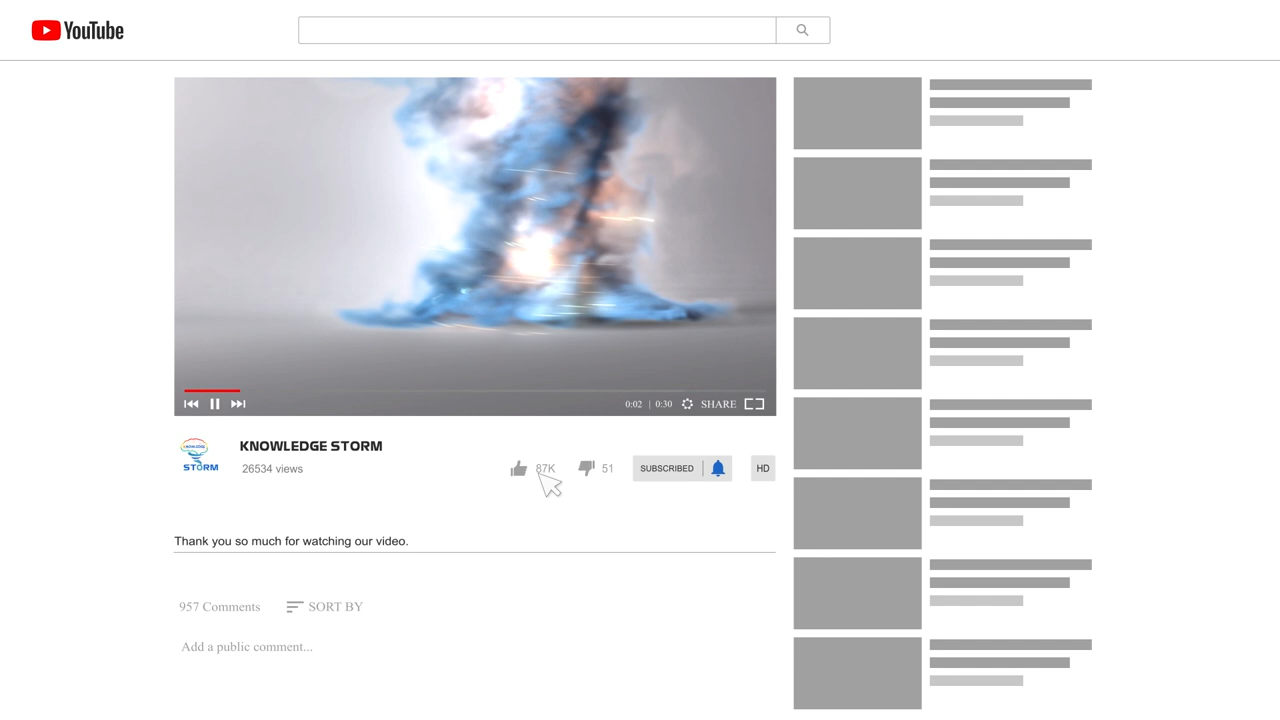 YouTube
0:02 | 0:30 SHARE
KNOWLEDGE STORM
KNOWLEDGE
STORM
26534 views
87K
51
SUBSCRIBED
HD
Thank you so much for watching our video.
957 Comments
SORT BY
Add a public comment...